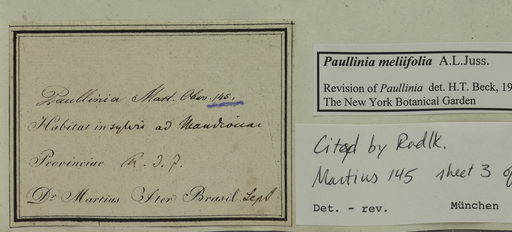 Paullinia Mart. Obs. 145.
Habitat in sylvis ad Mandiocca
Provinciae R. d. J.
Dr Martius Iter Brasil. Sept
Paullinia meliifolia A.L.Juss.
Revision of Paullinia det. H.T. Beck, 19
The New York Botanical Garden
Cited by Radlk.
Martius 145 sheet 3 of
Det. - rev. München